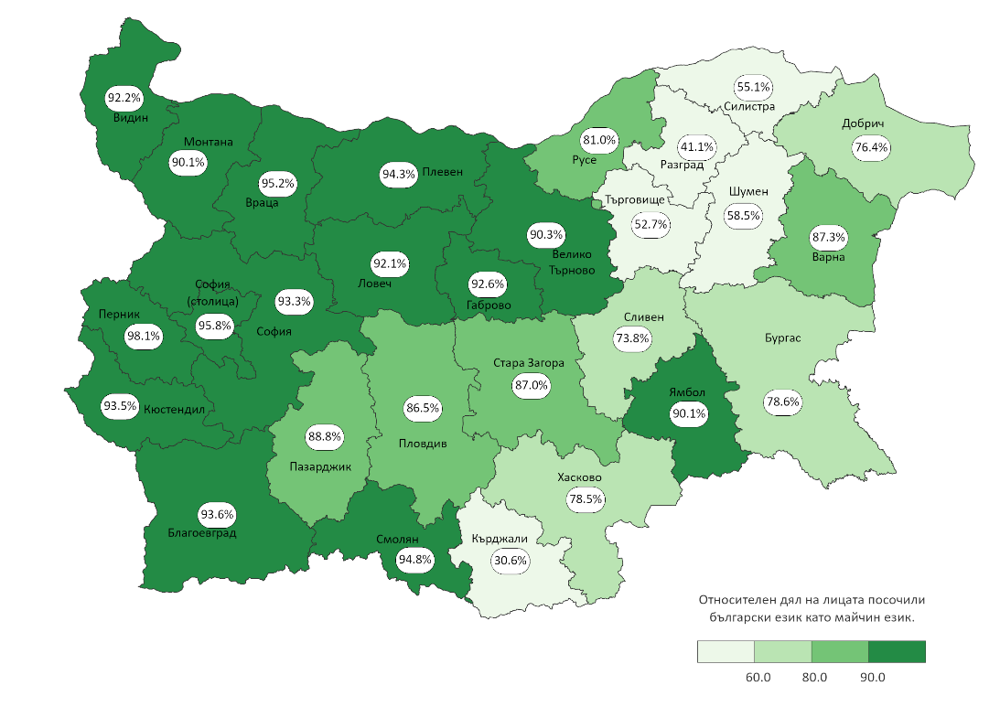 55.1%
Силистра
92.2%
Видин
Добрич
76.4%
Монтана
90.1%
81.0%
Русе
41.1%
Разград
94.3%
Плевен
95.2%
Враца
Шумен
58.5%
Търговище
52.7%
90.3%
Велико
Търново
87.3%
Варна
92.1%
Ловеч
92.6%
Габрово
София
(столица)
95.8%
93.3%
София
Перник
98.1%
Сливен
73.8%
Бургас
78.6%
Стара Загора
87.0%
Ямбол
90.1%
93.5%
Кюстендил
86.5%
Пловдив
88.8%
Пазарджик
Хасково
78.5%
93.6%
Благоевград
Смолян
94.8%
Кърджали
30.6%
Относителен дял на лицата посочили
български език като майчин език.
60.0 80.0 90.0